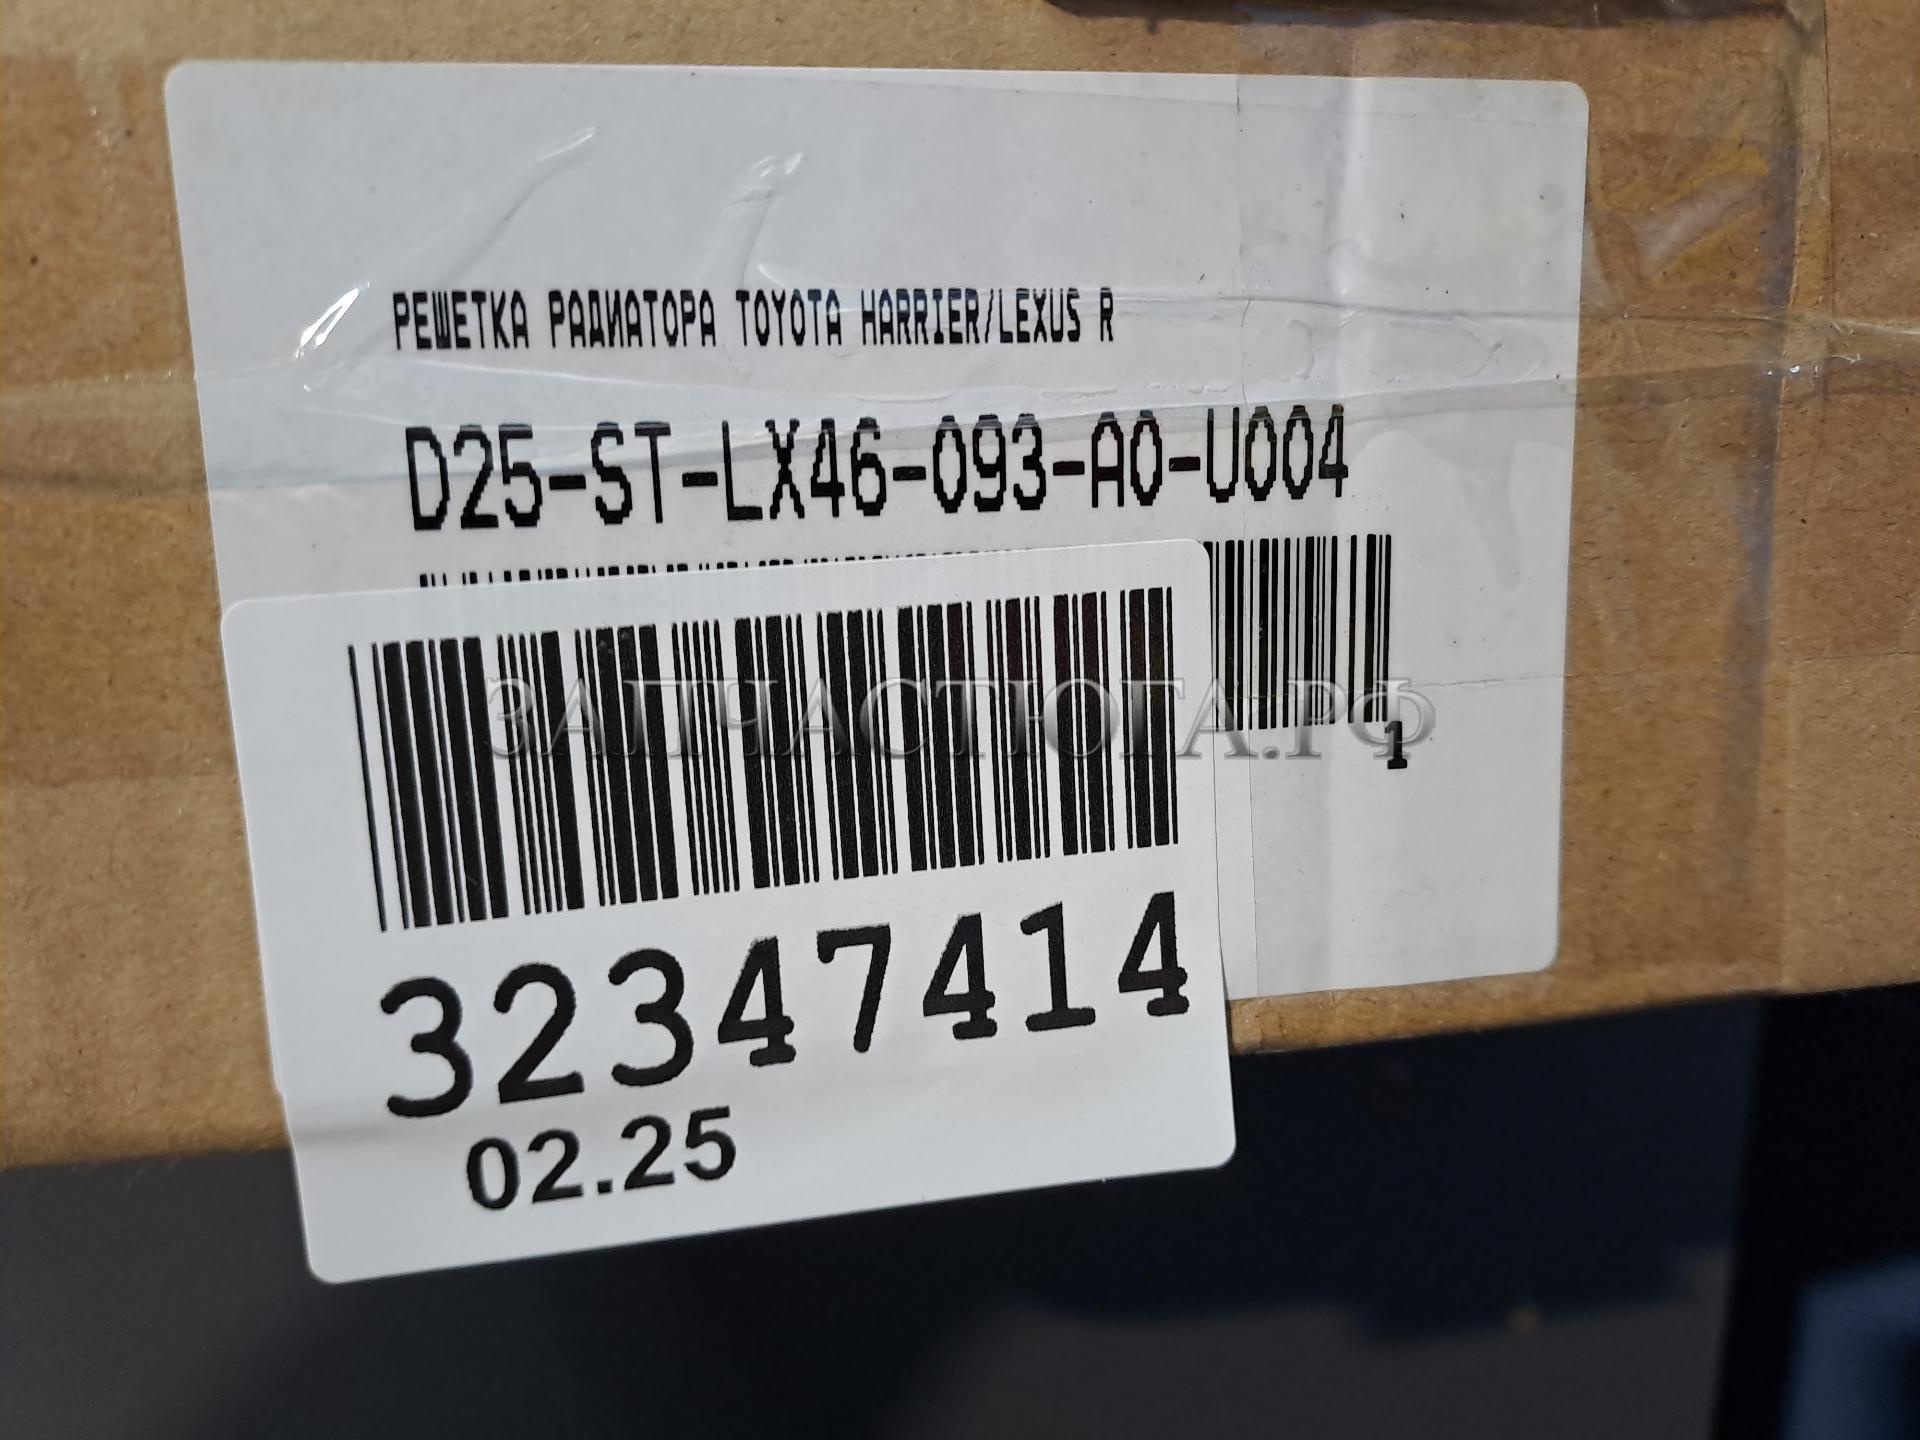 РЕШЕТКА РАДИАТОРА TOYOTA HARRIER/LEXUS R
D25-ST-LX46-093-A0-U004
ЗАПЧАСТЮГА.РФ
1
32347414
02.25